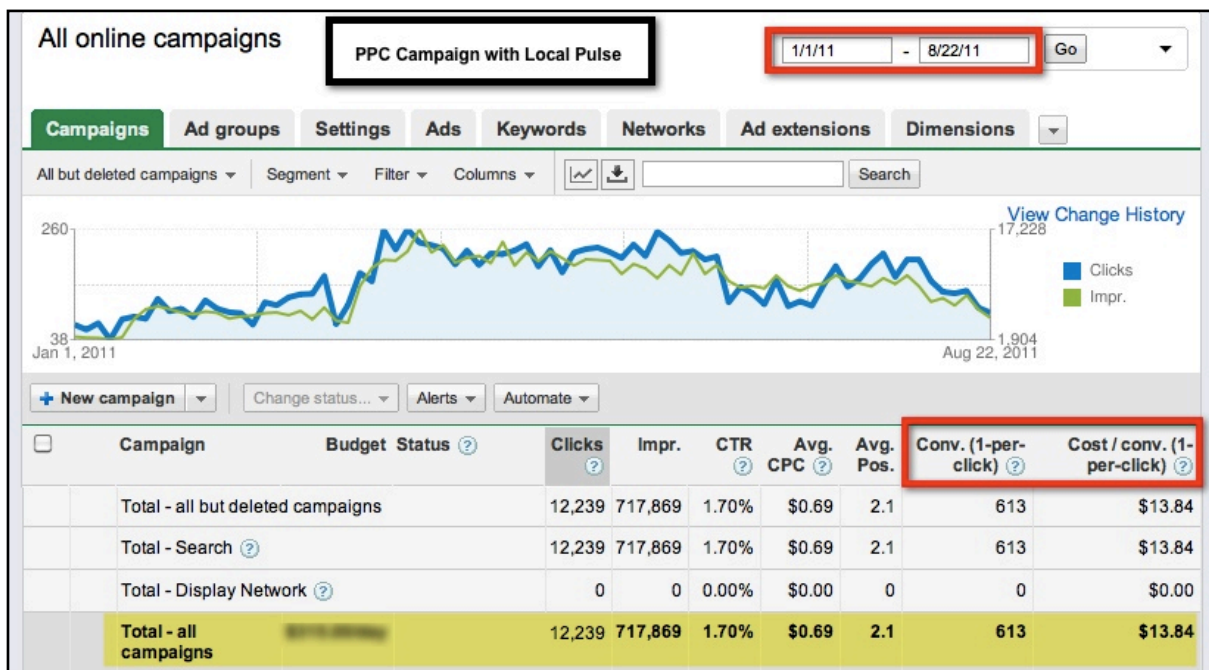 All online campaigns
PPC Campaign with Local Pulse
1/1/11 - 8/22/11 Go
Campaigns Ad groups Settings Ads Keywords Networks Ad extensions Dimensions
All but deleted campaigns Segment Filter Columns Search
View Change History
260 17,228
Clicks
Impr.
38 1,904
Jan 1, 2011 Aug 22, 2011
+ New campaign Change status... Alerts Automate
Campaign Budget Status ? Clicks ? Impr. CTR ? Avg. CPC ? Avg. Pos. Conv. (1-per-click) ? Cost / conv. (1-per-click) ?
Total - all but deleted campaigns 12,239 717,869 1.70% $0.69 2.1 613 $13.84
Total - Search ? 12,239 717,869 1.70% $0.69 2.1 613 $13.84
Total - Display Network ? 0 0 0.00% $0.00 0 0 $0.00
Total - all campaigns 12,239 717,869 1.70% $0.69 2.1 613 $13.84